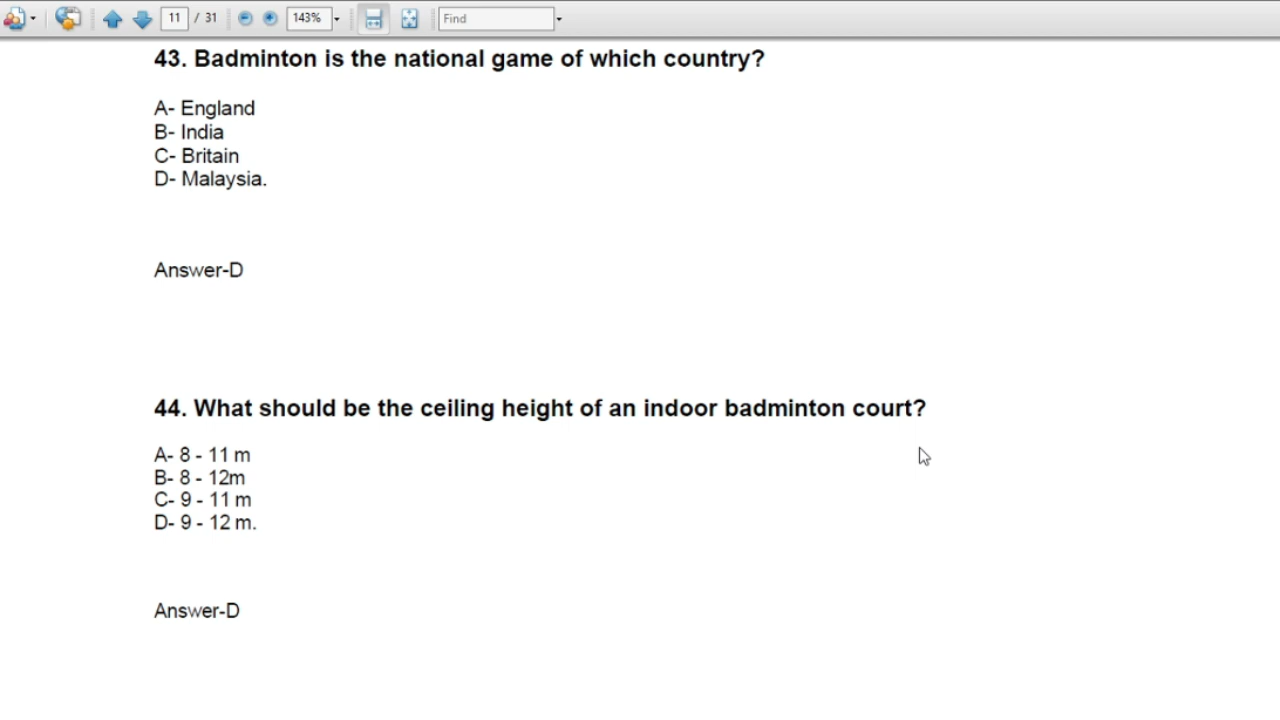 11 / 31 143% Find
43. Badminton is the national game of which country?
A- England
B- India
C- Britain
D- Malaysia.
Answer-D
44. What should be the ceiling height of an indoor badminton court?
A- 8 - 11 m
B- 8 - 12m
C- 9 - 11 m
D- 9 - 12 m.
Answer-D